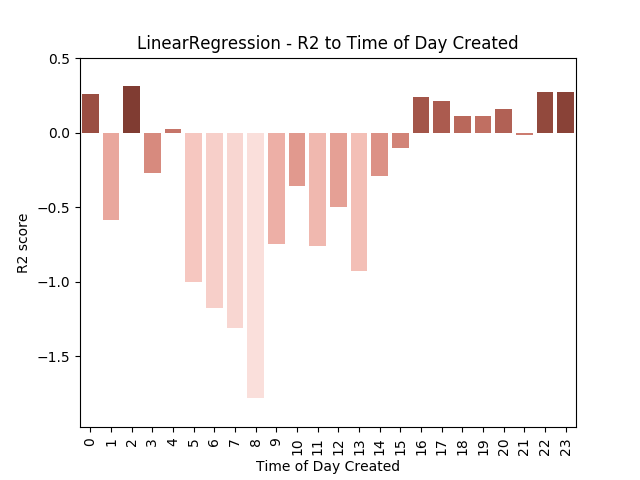 LinearRegression - R2 to Time of Day Created
0.5
0.0
−0.5
−1.0
−1.5
R2 score
0 1 2 3 4 5 6 7 8 9 10 11 12 13 14 15 16 17 18 19 20 21 22 23
Time of Day Created